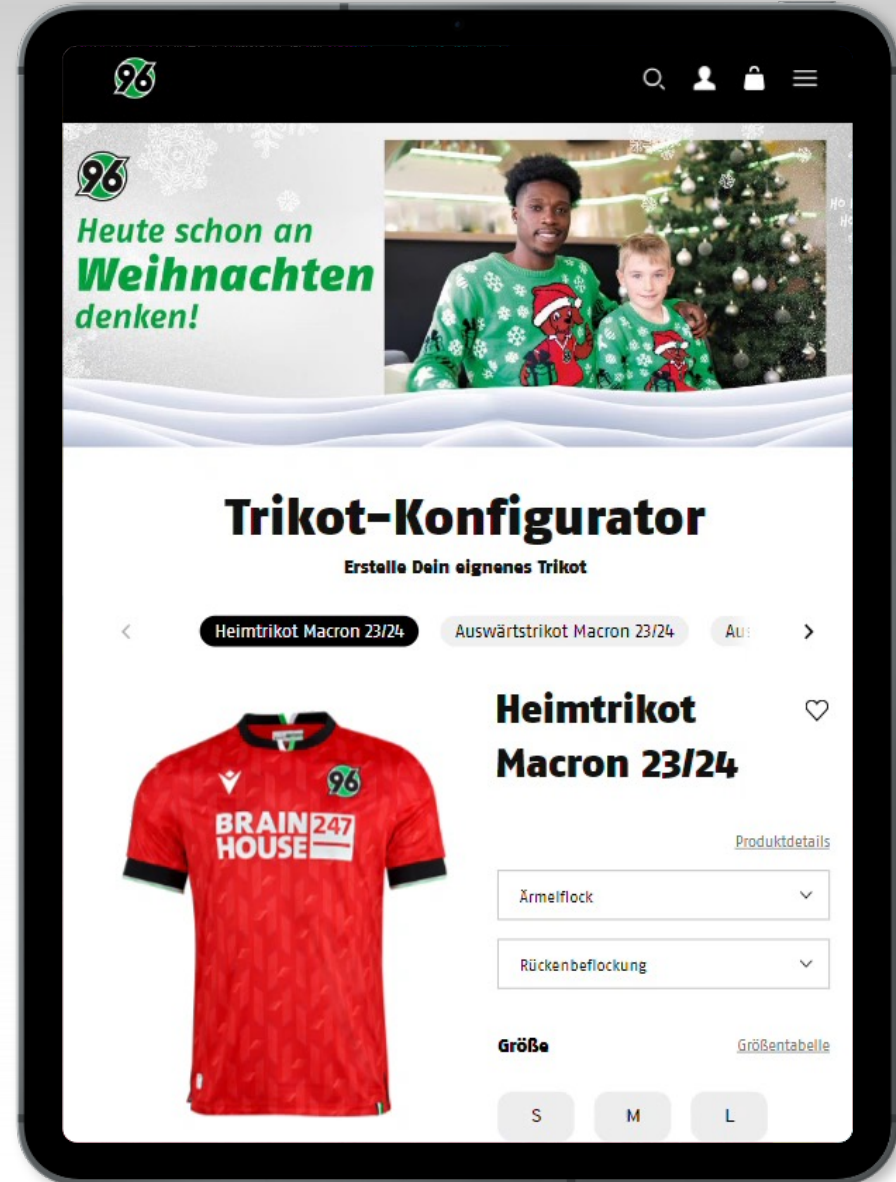 96
96
Heute schon an
Weihnachten
denken!
Trikot-Konfigurator
Erstelle Dein eignenes Trikot
Heimtrikot Macron 23/24
Auswärtstrikot Macron 23/24
Aus
Heimtrikot
Macron 23/24
96
BRAIN 247
HOUSE
Produktdetails
Ärmelflock
Rückenbeflockung
Größe
Größentabelle
S
M
L